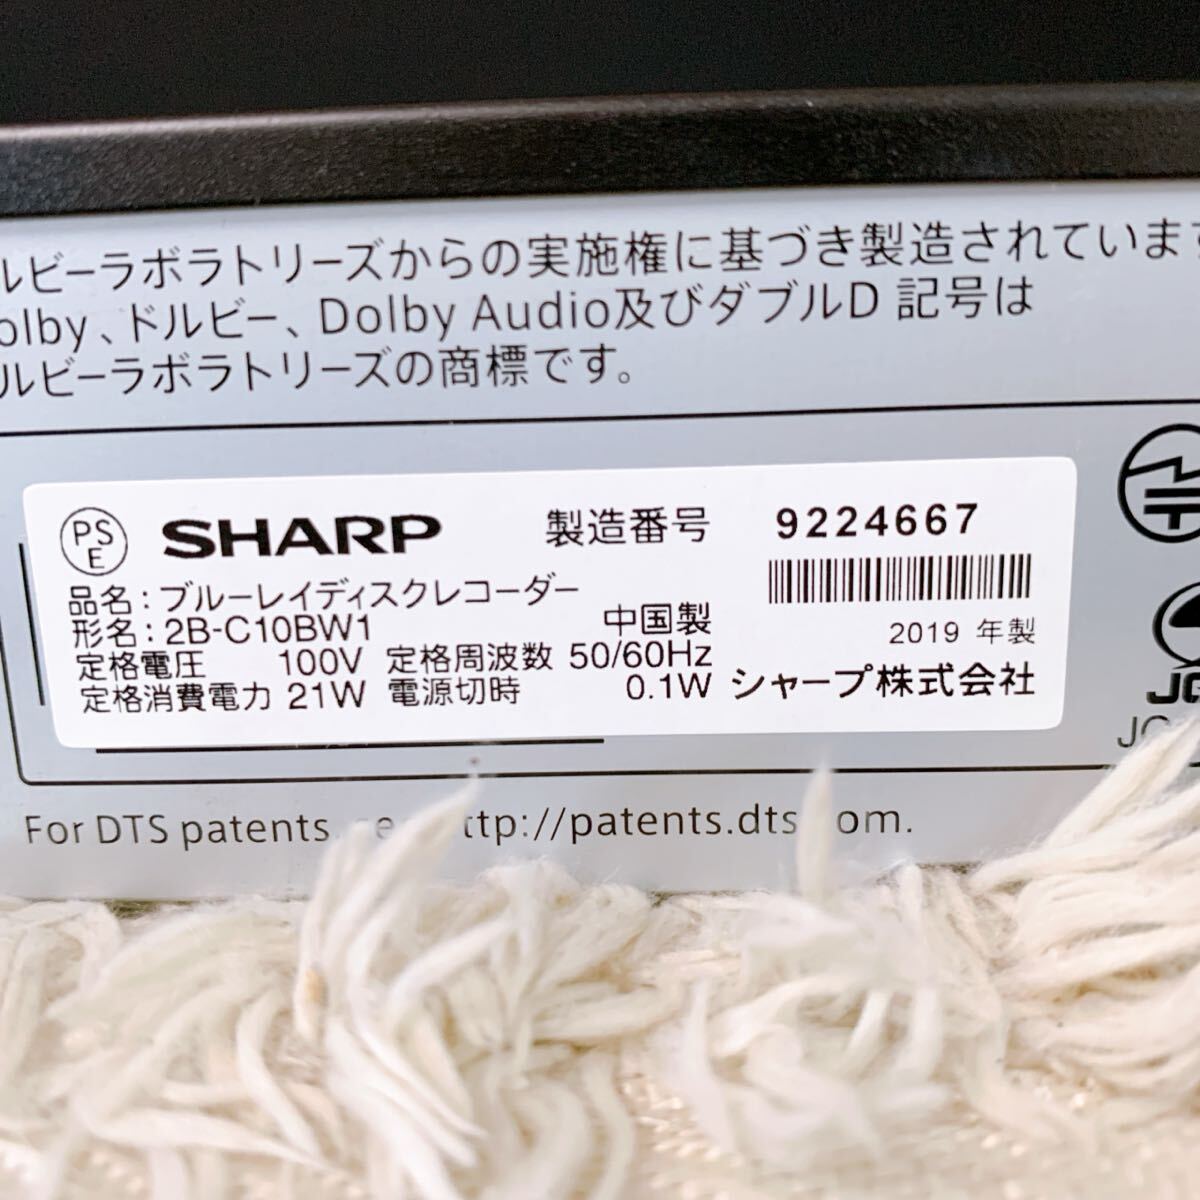 ルビーラボラトリーズからの実施権に基づき製造されています
olby、ドルビー、Dolby Audio及びダブルD 記号は
ルビーラボラトリーズの商標です。
PS
E
SHARP 製造番号 9224667
品名：ブルーレイディスクレコーダー
形名：2B-C10BW1 中国製
2019 年製
定格電圧 100V 定格周波数 50/60Hz
定格消費電力 21W 電源切時 0.1W シャープ株式会社
For DTS patents, se ttp://patents.dts.com.